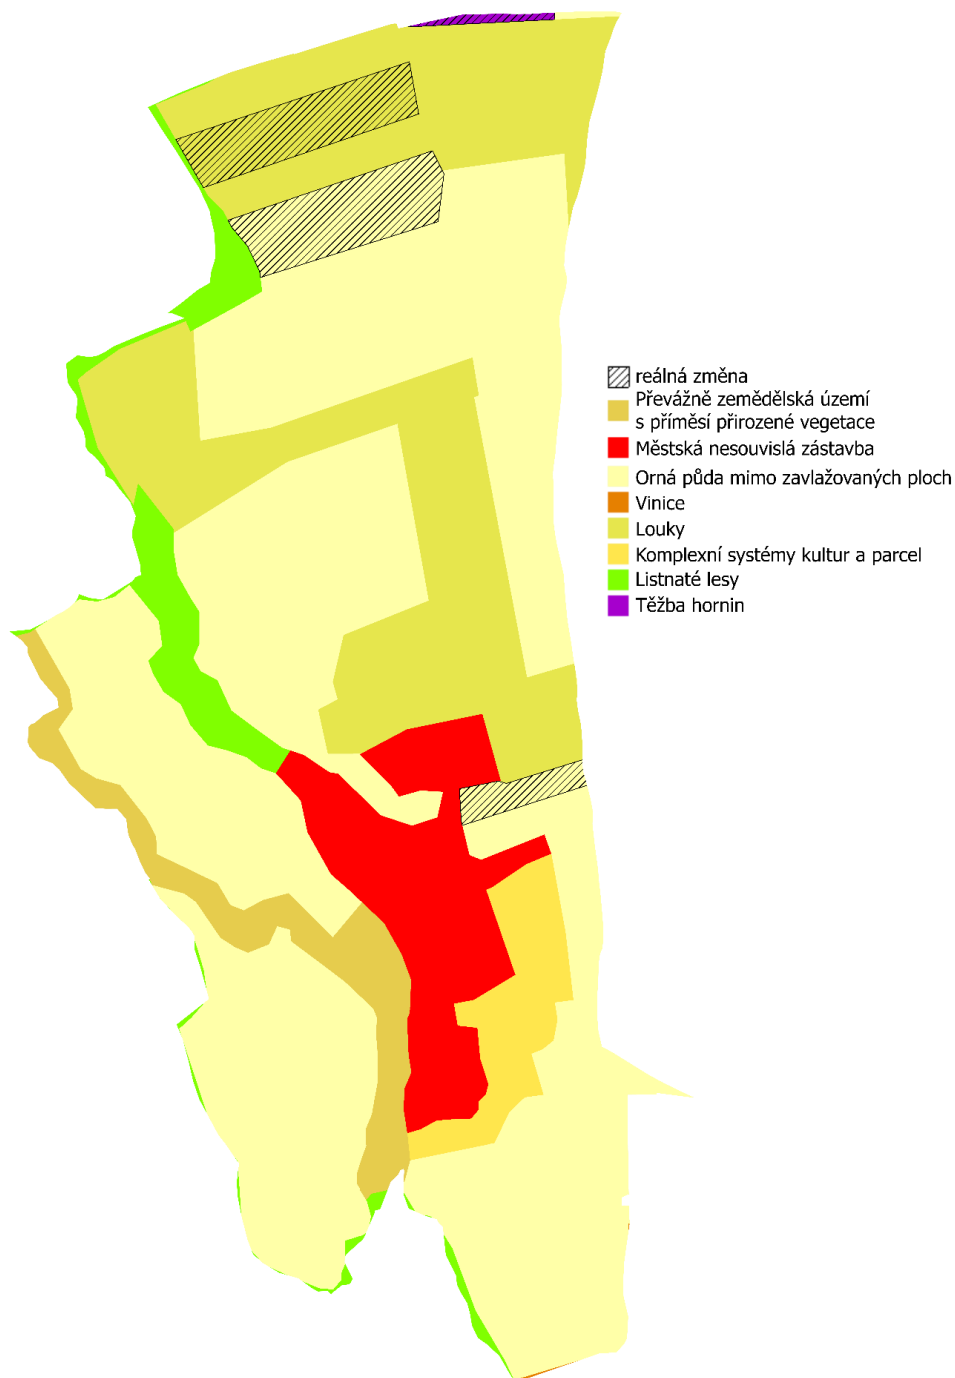 reálná změna
Převážně zemědělská území
s příměsí přirozené vegetace
Městská nesouvislá zástavba
Orná půda mimo zavlažovaných ploch
Vinice
Louky
Komplexní systémy kultur a parcel
Listnaté lesy
Těžba hornin